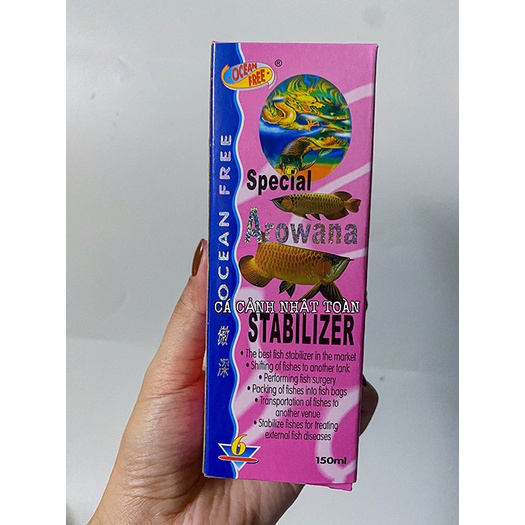 OCEAN
FREE
®
OCEAN FREE
Special
Arowana
CÁ CẢNH NHẬT TOÀN
STABILIZER
• The best fish stabilizer in the market
• Shifting of fishes to another tank
• Performing fish surgery
• Packing of fishes into fish bags
• Transportation of fishes to
another venue
• Stabilize fishes for treating
external fish diseases
6
150ml